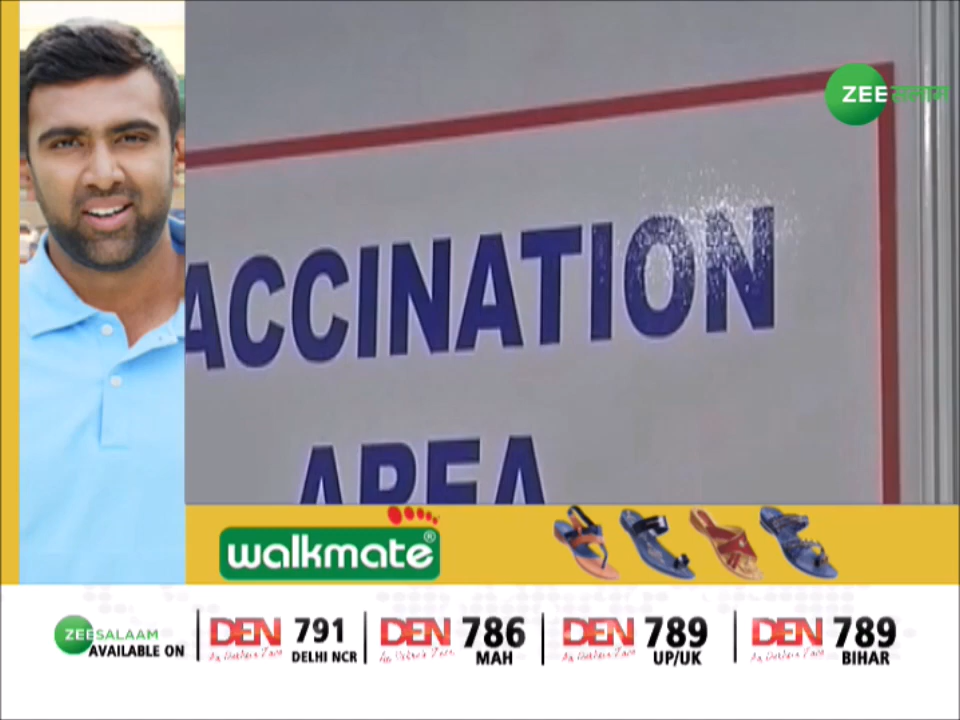 ZEE सलाम
ACCINATION
AREA
walkmate®
ZEE SALAAM
AVAILABLE ON
DEN 791
DELHI NCR
DEN 786
MAH
DEN 789
UP/UK
DEN 789
BIHAR